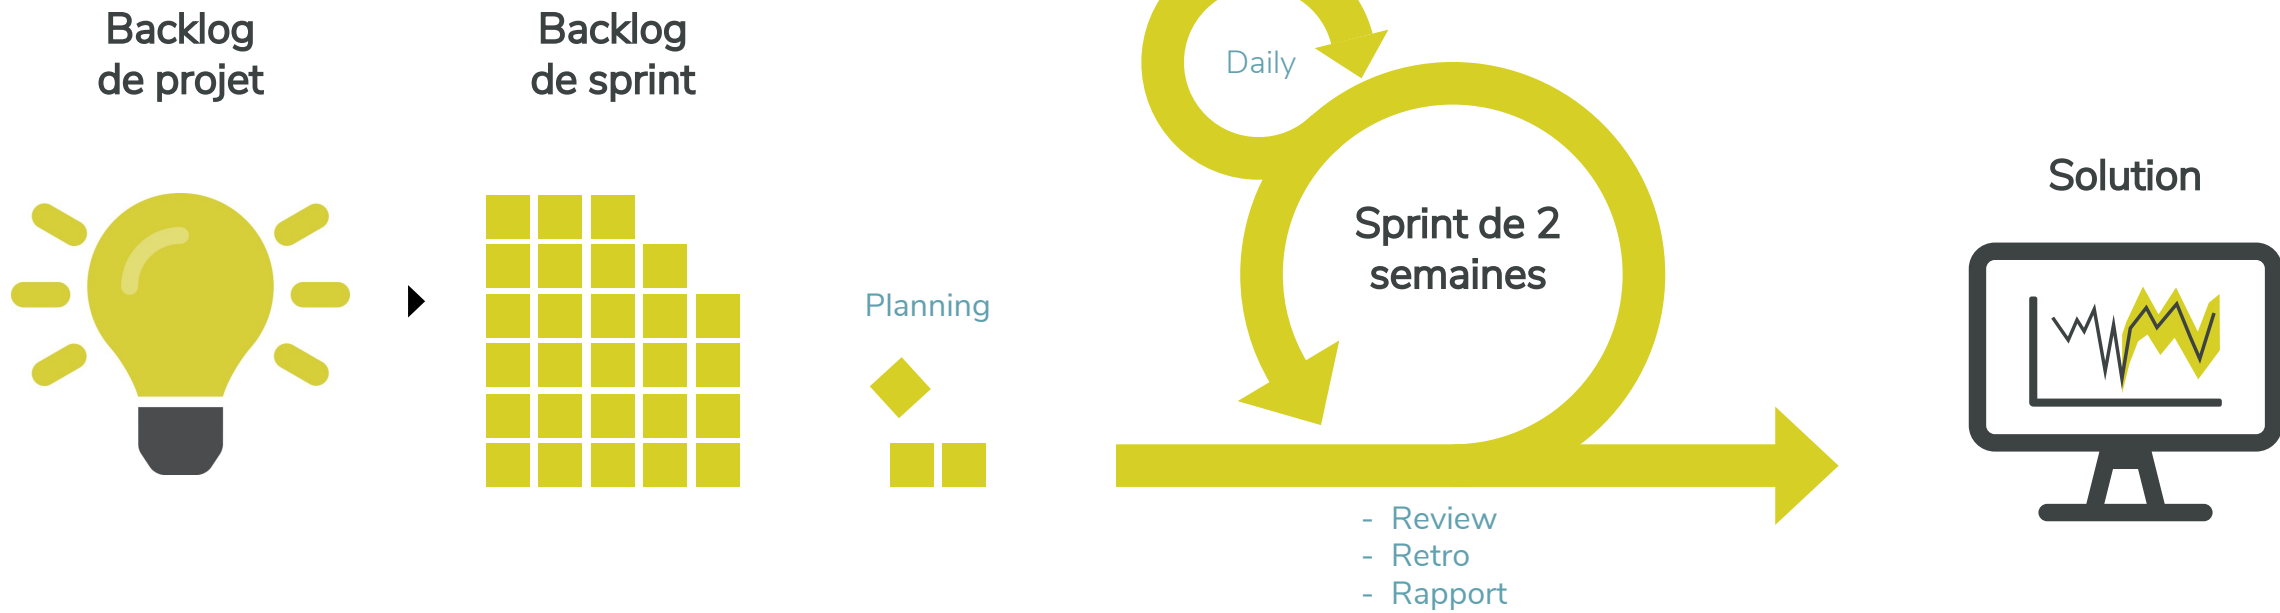 Backlog
de projet
Backlog
de sprint
Planning
Daily
Sprint de 2
semaines
- Review
- Retro
- Rapport
Solution